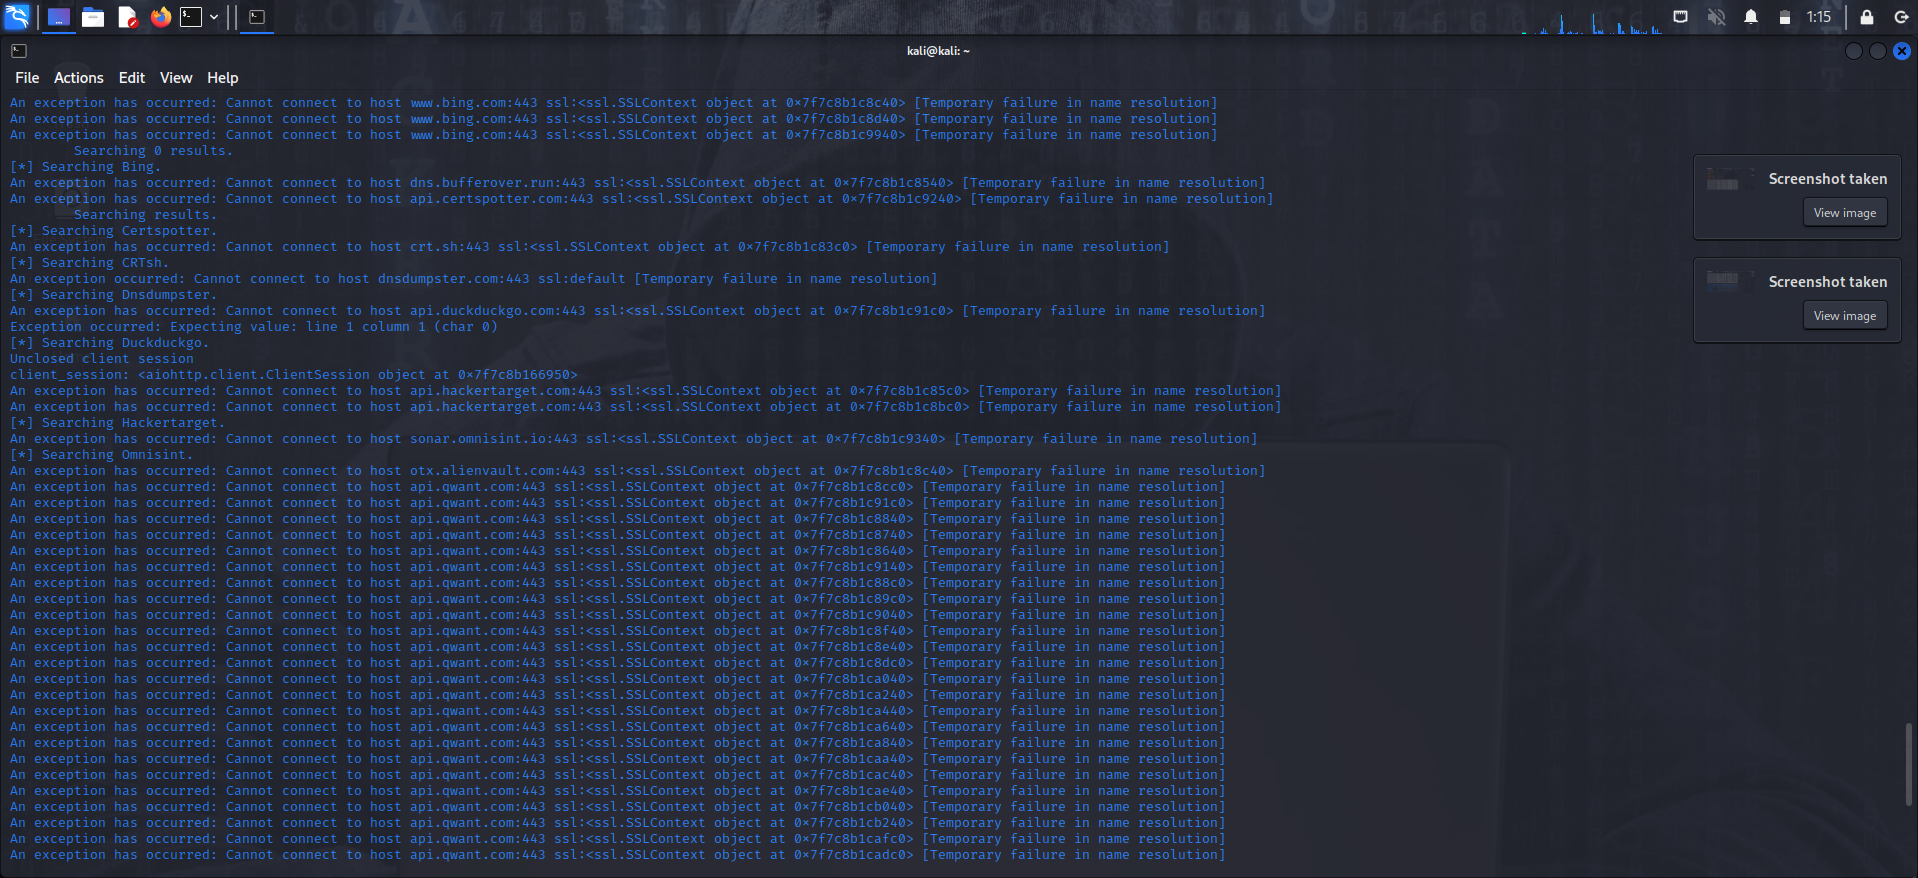 1:15
kali@kali: ~
File Actions Edit View Help
An exception has occurred: Cannot connect to host www.bing.com:443 ssl:<ssl.SSLContext object at 0×7f7c8b1c8c40> [Temporary failure in name resolution]
An exception has occurred: Cannot connect to host www.bing.com:443 ssl:<ssl.SSLContext object at 0×7f7c8b1c8d40> [Temporary failure in name resolution]
An exception has occurred: Cannot connect to host www.bing.com:443 ssl:<ssl.SSLContext object at 0×7f7c8b1c9940> [Temporary failure in name resolution]
Searching 0 results.
[*] Searching Bing.
An exception has occurred: Cannot connect to host dns.bufferover.run:443 ssl:<ssl.SSLContext object at 0×7f7c8b1c8540> [Temporary failure in name resolution]
An exception has occurred: Cannot connect to host api.certspotter.com:443 ssl:<ssl.SSLContext object at 0×7f7c8b1c9240> [Temporary failure in name resolution]
Searching results.
[*] Searching Certspotter.
An exception has occurred: Cannot connect to host crt.sh:443 ssl:<ssl.SSLContext object at 0×7f7c8b1c83c0> [Temporary failure in name resolution]
[*] Searching CRTsh.
An exception occurred: Cannot connect to host dnsdumpster.com:443 ssl:default [Temporary failure in name resolution]
[*] Searching Dnsdumpster.
An exception has occurred: Cannot connect to host api.duckduckgo.com:443 ssl:<ssl.SSLContext object at 0×7f7c8b1c91c0> [Temporary failure in name resolution]
Exception occurred: Expecting value: line 1 column 1 (char 0)
[*] Searching Duckduckgo.
Unclosed client session
client_session: <aiohttp.client.ClientSession object at 0×7f7c8b166950>
An exception has occurred: Cannot connect to host api.hackertarget.com:443 ssl:<ssl.SSLContext object at 0×7f7c8b1c85c0> [Temporary failure in name resolution]
An exception has occurred: Cannot connect to host api.hackertarget.com:443 ssl:<ssl.SSLContext object at 0×7f7c8b1c8bc0> [Temporary failure in name resolution]
[*] Searching Hackertarget.
An exception has occurred: Cannot connect to host sonar.omnisint.io:443 ssl:<ssl.SSLContext object at 0×7f7c8b1c9340> [Temporary failure in name resolution]
[*] Searching Omnisint.
An exception has occurred: Cannot connect to host otx.alienvault.com:443 ssl:<ssl.SSLContext object at 0×7f7c8b1c8c40> [Temporary failure in name resolution]
An exception has occurred: Cannot connect to host api.qwant.com:443 ssl:<ssl.SSLContext object at 0×7f7c8b1c8cc0> [Temporary failure in name resolution]
An exception has occurred: Cannot connect to host api.qwant.com:443 ssl:<ssl.SSLContext object at 0×7f7c8b1c91c0> [Temporary failure in name resolution]
An exception has occurred: Cannot connect to host api.qwant.com:443 ssl:<ssl.SSLContext object at 0×7f7c8b1c8840> [Temporary failure in name resolution]
An exception has occurred: Cannot connect to host api.qwant.com:443 ssl:<ssl.SSLContext object at 0×7f7c8b1c8740> [Temporary failure in name resolution]
An exception has occurred: Cannot connect to host api.qwant.com:443 ssl:<ssl.SSLContext object at 0×7f7c8b1c8640> [Temporary failure in name resolution]
An exception has occurred: Cannot connect to host api.qwant.com:443 ssl:<ssl.SSLContext object at 0×7f7c8b1c9140> [Temporary failure in name resolution]
An exception has occurred: Cannot connect to host api.qwant.com:443 ssl:<ssl.SSLContext object at 0×7f7c8b1c88c0> [Temporary failure in name resolution]
An exception has occurred: Cannot connect to host api.qwant.com:443 ssl:<ssl.SSLContext object at 0×7f7c8b1c89c0> [Temporary failure in name resolution]
An exception has occurred: Cannot connect to host api.qwant.com:443 ssl:<ssl.SSLContext object at 0×7f7c8b1c9040> [Temporary failure in name resolution]
An exception has occurred: Cannot connect to host api.qwant.com:443 ssl:<ssl.SSLContext object at 0×7f7c8b1c8f40> [Temporary failure in name resolution]
An exception has occurred: Cannot connect to host api.qwant.com:443 ssl:<ssl.SSLContext object at 0×7f7c8b1c8e40> [Temporary failure in name resolution]
An exception has occurred: Cannot connect to host api.qwant.com:443 ssl:<ssl.SSLContext object at 0×7f7c8b1c8dc0> [Temporary failure in name resolution]
An exception has occurred: Cannot connect to host api.qwant.com:443 ssl:<ssl.SSLContext object at 0×7f7c8b1ca040> [Temporary failure in name resolution]
An exception has occurred: Cannot connect to host api.qwant.com:443 ssl:<ssl.SSLContext object at 0×7f7c8b1ca240> [Temporary failure in name resolution]
An exception has occurred: Cannot connect to host api.qwant.com:443 ssl:<ssl.SSLContext object at 0×7f7c8b1ca440> [Temporary failure in name resolution]
An exception has occurred: Cannot connect to host api.qwant.com:443 ssl:<ssl.SSLContext object at 0×7f7c8b1ca640> [Temporary failure in name resolution]
An exception has occurred: Cannot connect to host api.qwant.com:443 ssl:<ssl.SSLContext object at 0×7f7c8b1ca840> [Temporary failure in name resolution]
An exception has occurred: Cannot connect to host api.qwant.com:443 ssl:<ssl.SSLContext object at 0×7f7c8b1caa40> [Temporary failure in name resolution]
An exception has occurred: Cannot connect to host api.qwant.com:443 ssl:<ssl.SSLContext object at 0×7f7c8b1cac40> [Temporary failure in name resolution]
An exception has occurred: Cannot connect to host api.qwant.com:443 ssl:<ssl.SSLContext object at 0×7f7c8b1cae40> [Temporary failure in name resolution]
An exception has occurred: Cannot connect to host api.qwant.com:443 ssl:<ssl.SSLContext object at 0×7f7c8b1cb040> [Temporary failure in name resolution]
An exception has occurred: Cannot connect to host api.qwant.com:443 ssl:<ssl.SSLContext object at 0×7f7c8b1cb240> [Temporary failure in name resolution]
An exception has occurred: Cannot connect to host api.qwant.com:443 ssl:<ssl.SSLContext object at 0×7f7c8b1cafc0> [Temporary failure in name resolution]
An exception has occurred: Cannot connect to host api.qwant.com:443 ssl:<ssl.SSLContext object at 0×7f7c8b1cadc0> [Temporary failure in name resolution]
Screenshot taken
View image
Screenshot taken
View image